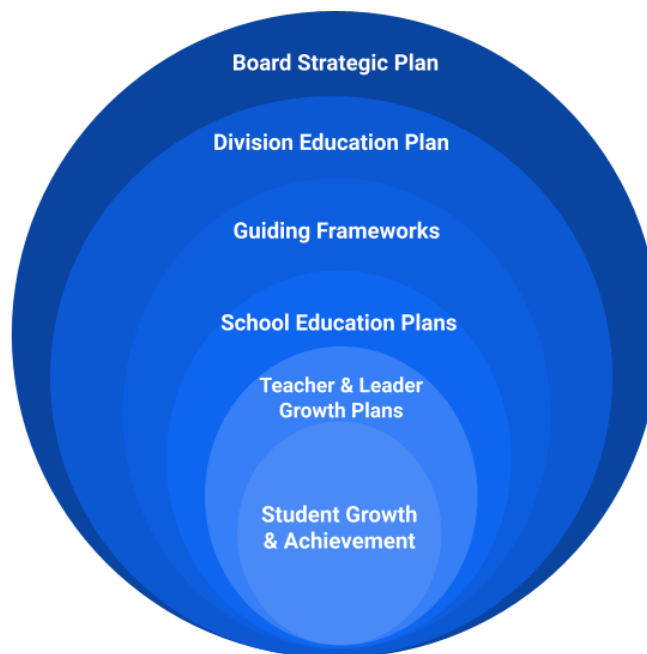 Board Strategic Plan
Division Education Plan
Guiding Frameworks
School Education Plans
Teacher & Leader
Growth Plans
Student Growth
& Achievement